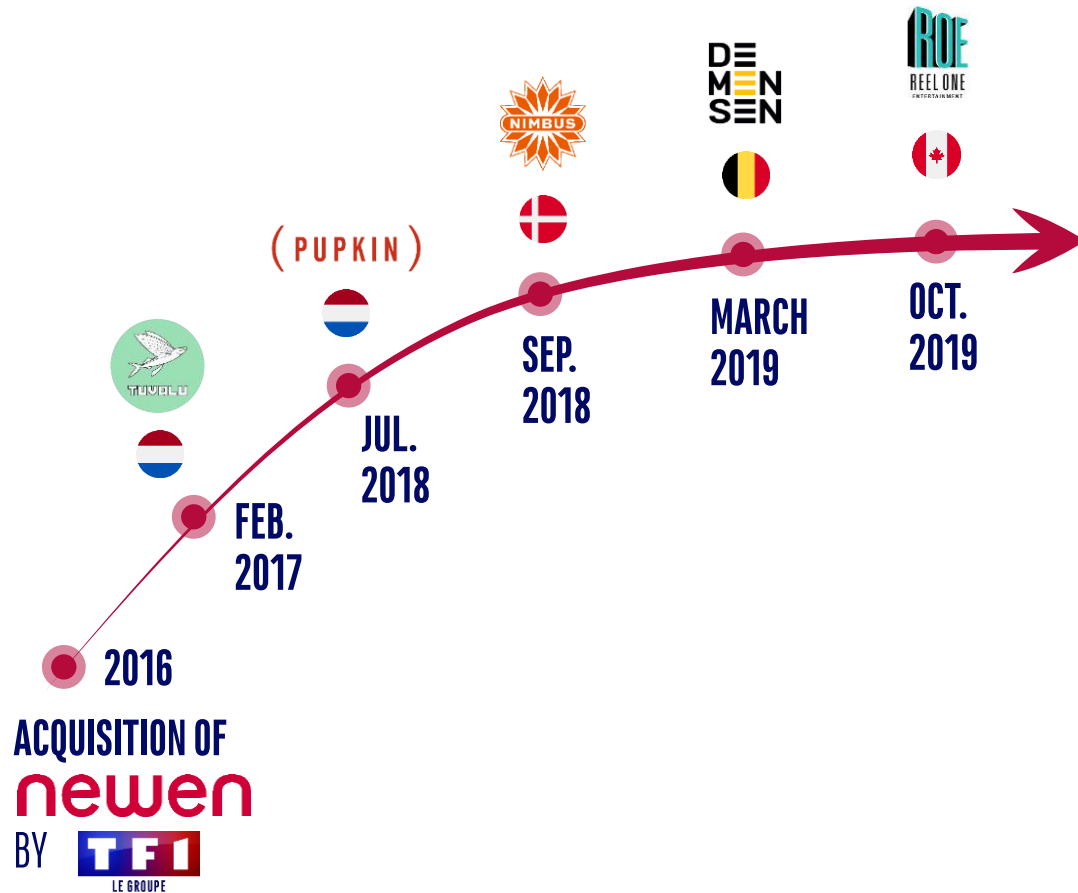 ROE
REEL ONE
ENTERTAINMENT
DE
MEN
SEN
NIMBUS
(PUPKIN)
TUVALU
OCT.
2019
MARCH
2019
SEP.
2018
JUL.
2018
FEB.
2017
2016
ACQUISITION OF
newen
BY TF1
LE GROUPE